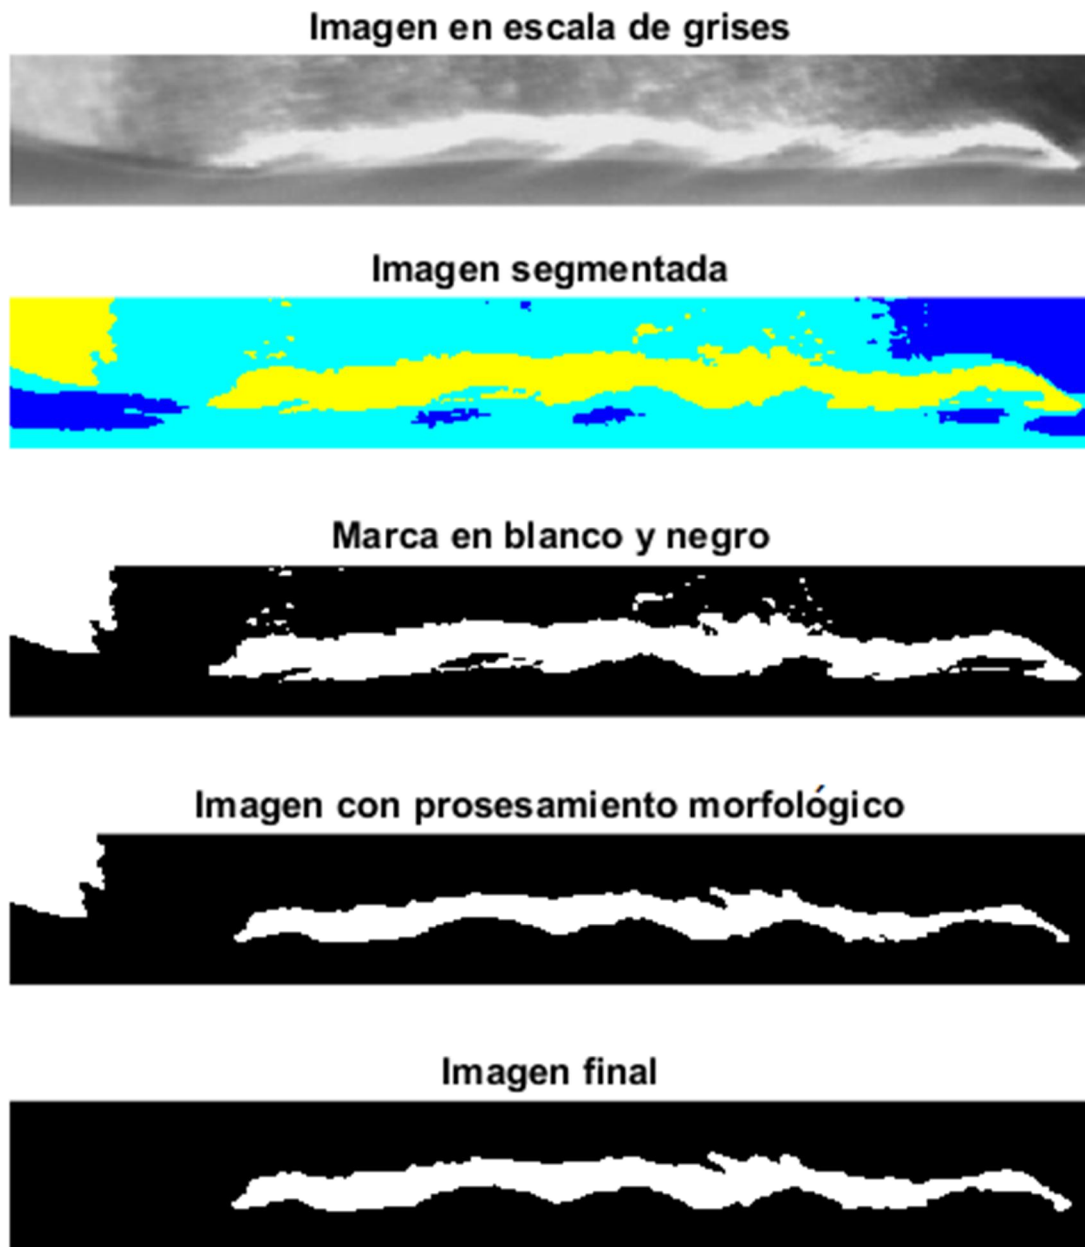 Imagen en escala de grises
Imagen segmentada
Marca en blanco y negro
Imagen con prosesamiento morfológico
Imagen final